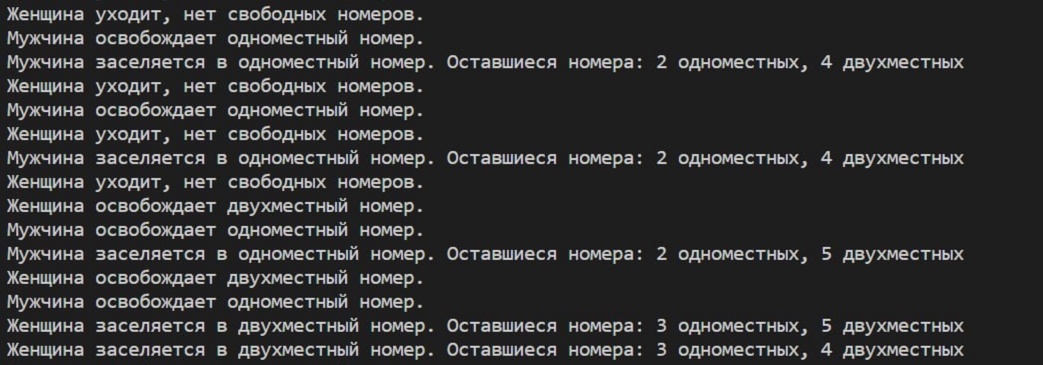 Женщина уходит, нет свободных номеров.
Мужчина освобождает одноместный номер.
Мужчина заселяется в одноместный номер. Оставшиеся номера: 2 одноместных, 4 двухместных
Женщина уходит, нет свободных номеров.
Мужчина освобождает одноместный номер.
Женщина уходит, нет свободных номеров.
Мужчина заселяется в одноместный номер. Оставшиеся номера: 2 одноместных, 4 двухместных
Женщина уходит, нет свободных номеров.
Женщина освобождает двухместный номер.
Мужчина освобождает одноместный номер.
Мужчина заселяется в одноместный номер. Оставшиеся номера: 2 одноместных, 5 двухместных
Женщина освобождает двухместный номер.
Мужчина освобождает одноместный номер.
Женщина заселяется в двухместный номер. Оставшиеся номера: 3 одноместных, 5 двухместных
Женщина заселяется в двухместный номер. Оставшиеся номера: 3 одноместных, 4 двухместных